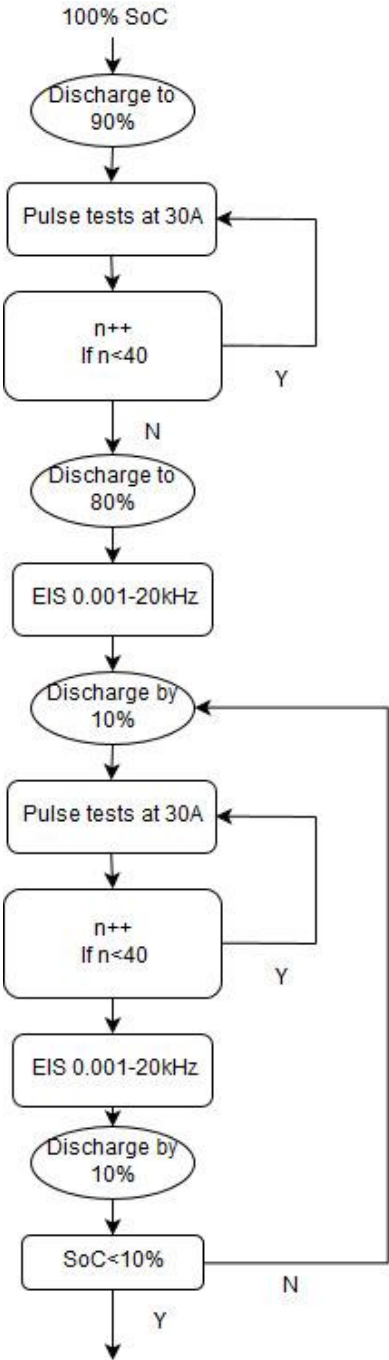 100% SoC
Discharge to
90%
Pulse tests at 30A
n++
If n<40
Y
N
Discharge to
80%
EIS 0.001-20kHz
Discharge by
10%
Pulse tests at 30A
n++
If n<40
Y
EIS 0.001-20kHz
Discharge by
10%
SoC<10%
N
Y